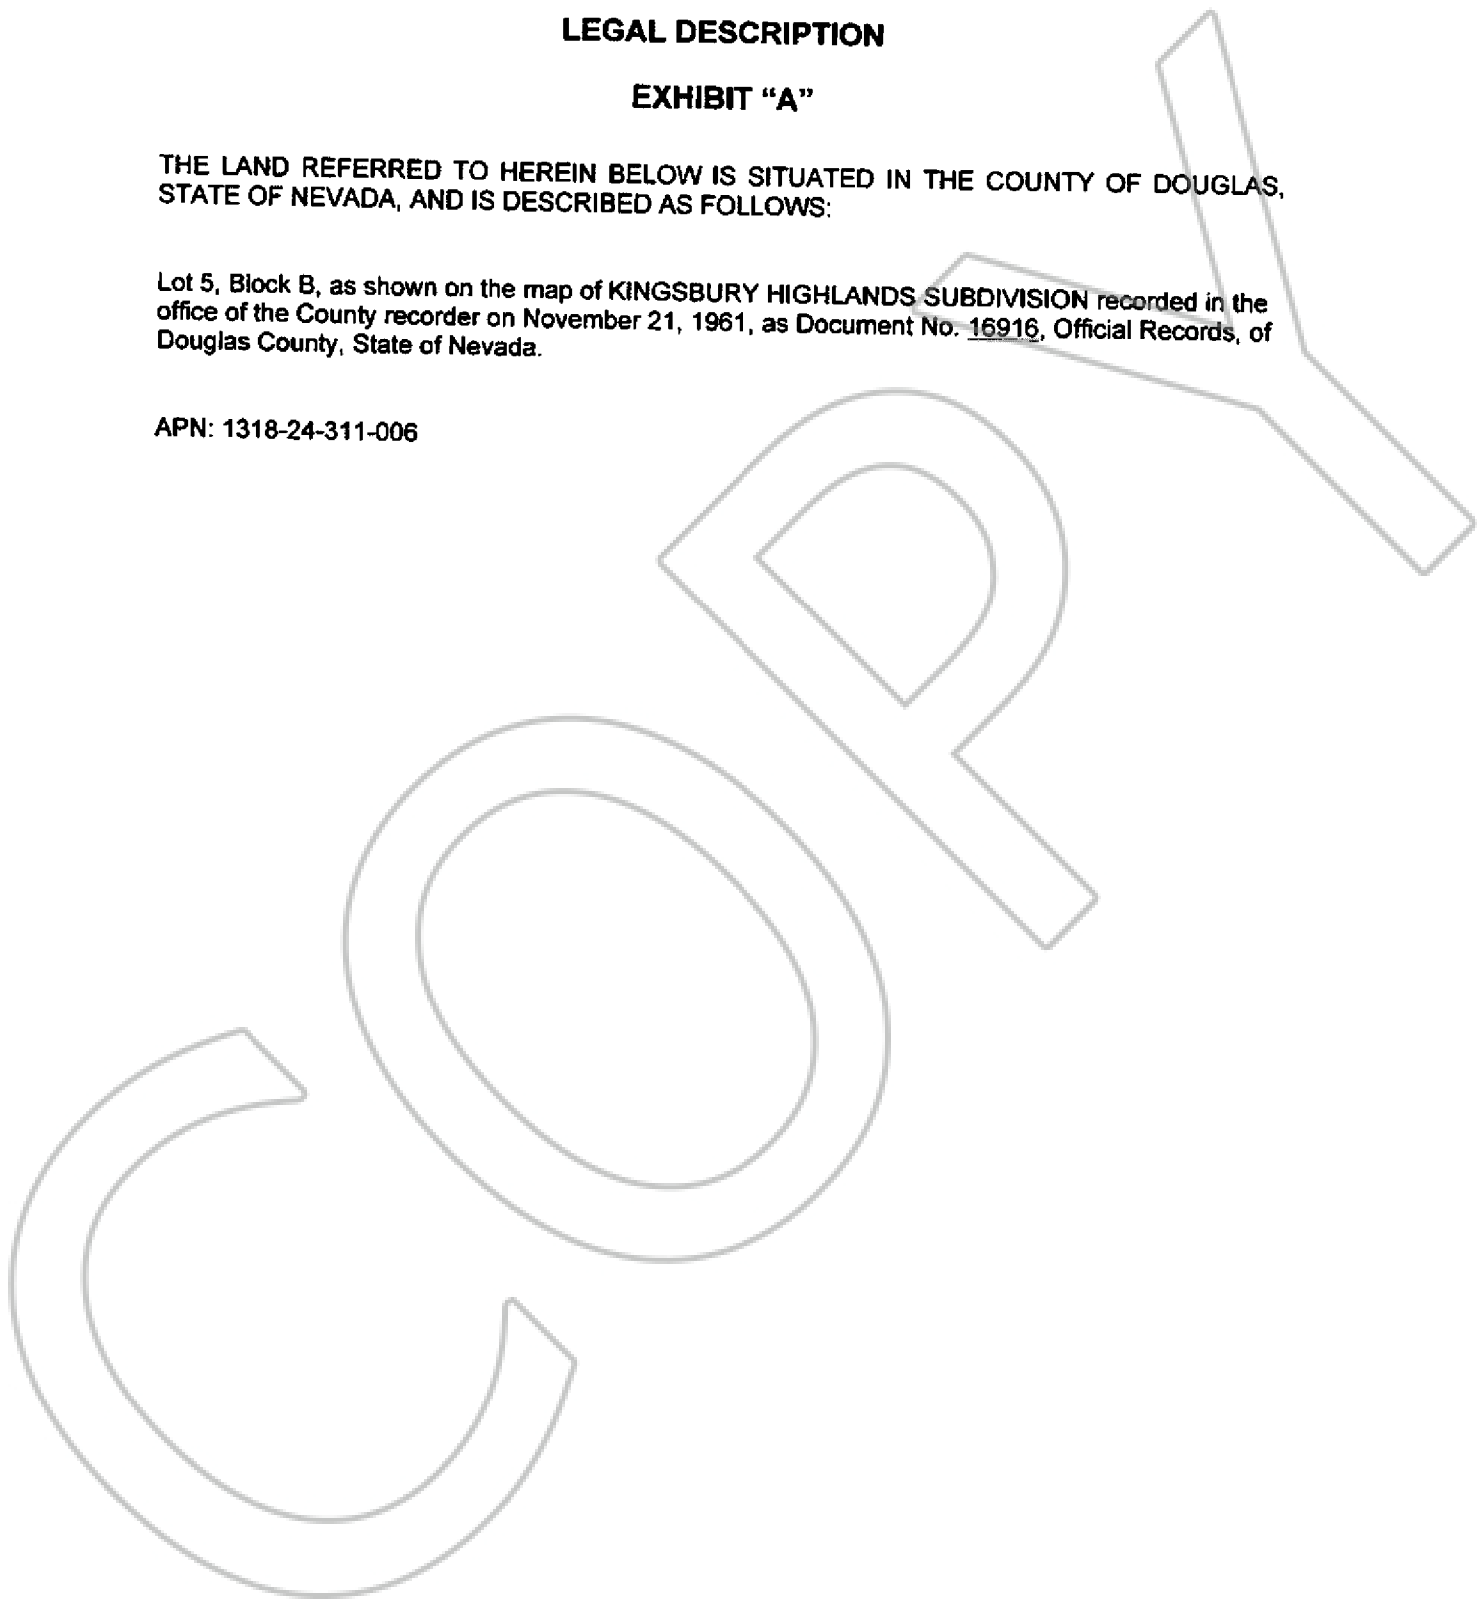 LEGAL DESCRIPTION
EXHIBIT “A”
THE LAND REFERRED TO HEREIN BELOW IS SITUATED IN THE COUNTY OF DOUGLAS,
STATE OF NEVADA, AND IS DESCRIBED AS FOLLOWS:
Lot 5, Block B, as shown on the map of KINGSBURY HIGHLANDS SUBDIVISION recorded in the
office of the County recorder on November 21, 1961, as Document No. 16916, Official Records, of
Douglas County, State of Nevada.
APN: 1318-24-311-006
COPY